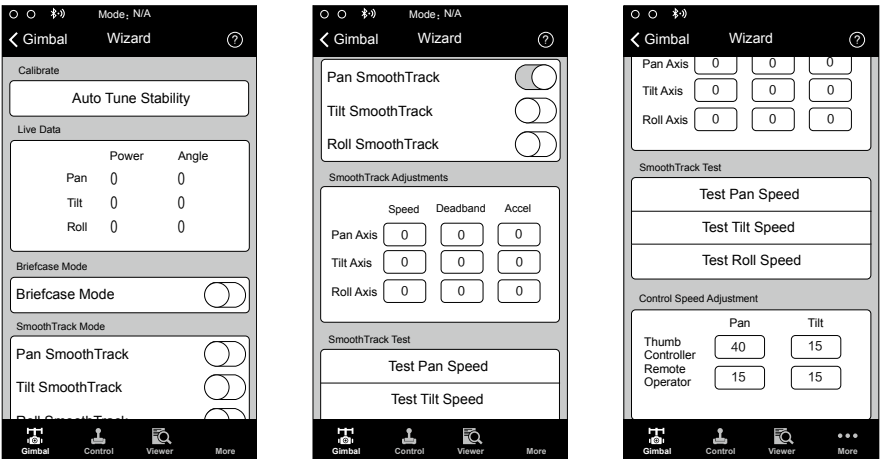 Mode: N/A
Gimbal Wizard ?
Calibrate
Auto Tune Stability
Live Data
Power Angle
Pan 0 0
Tilt 0 0
Roll 0 0
Briefcase Mode
Briefcase Mode
SmoothTrack Mode
Pan SmoothTrack
Tilt SmoothTrack
Roll SmoothTrack
Gimbal Control Viewer More
Mode: N/A
Gimbal Wizard ?
Pan SmoothTrack
Tilt SmoothTrack
Roll SmoothTrack
SmoothTrack Adjustments
Speed Deadband Accel
Pan Axis 0 0 0
Tilt Axis 0 0 0
Roll Axis 0 0 0
SmoothTrack Test
Test Pan Speed
Test Tilt Speed
Gimbal Control Viewer More
Gimbal Wizard ?
Pan Axis 0 0 0
Tilt Axis 0 0 0
Roll Axis 0 0 0
SmoothTrack Test
Test Pan Speed
Test Tilt Speed
Test Roll Speed
Control Speed Adjustment
Pan Tilt
Thumb
Controller 40 15
Remote
Operator 15 15
Gimbal Control Viewer More